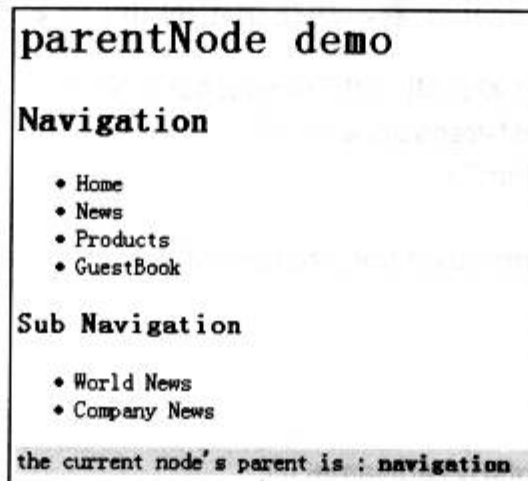 parentNode demo
Navigation
• Home
• News
• Products
• GuestBook
Sub Navigation
• World News
• Company News
the current node's parent is : navigation